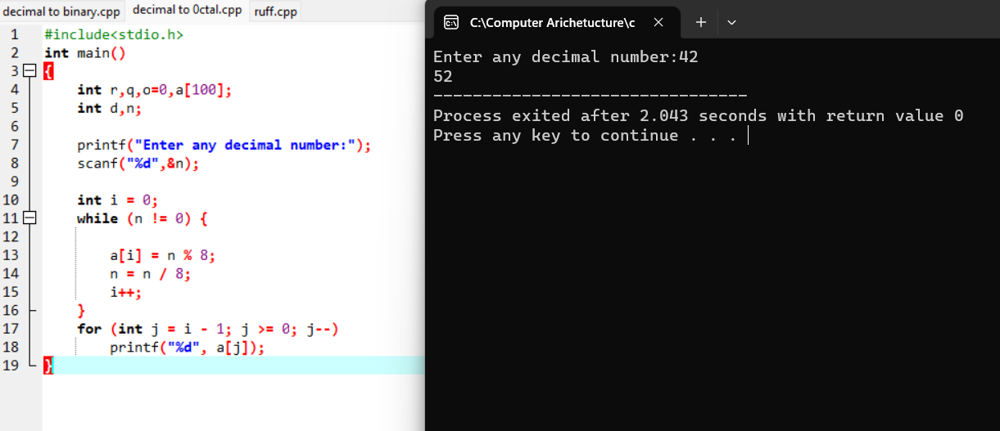 decimal to binary.cpp decimal to 0ctal.cpp ruff.cpp
1 #include<stdio.h>
2 int main()
3 {
4 int r,q,o=0,a[100];
5 int d,n;
6
7 printf("Enter any decimal number:");
8 scanf("%d",&n);
9
10 int i = 0;
11 while (n != 0) {
12
13 a[i] = n % 8;
14 n = n / 8;
15 i++;
16 }
17 for (int j = i - 1; j >= 0; j--)
18 printf("%d", a[j]);
19 }
C:\Computer Arichetucture\c
Enter any decimal number:42
52
--------------------------------
Process exited after 2.043 seconds with return value 0
Press any key to continue . . .